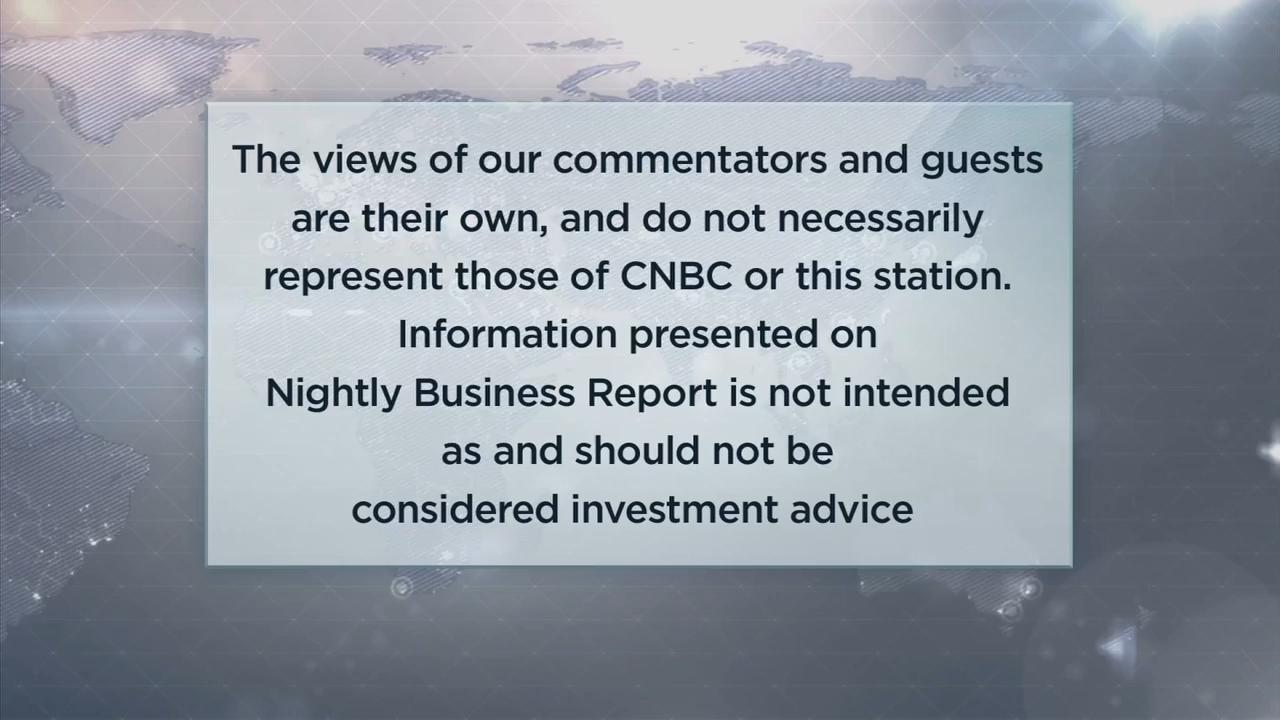 The views of our commentators and guests
are their own, and do not necessarily
represent those of CNBC or this station.
Information presented on
Nightly Business Report is not intended
as and should not be
considered investment advice